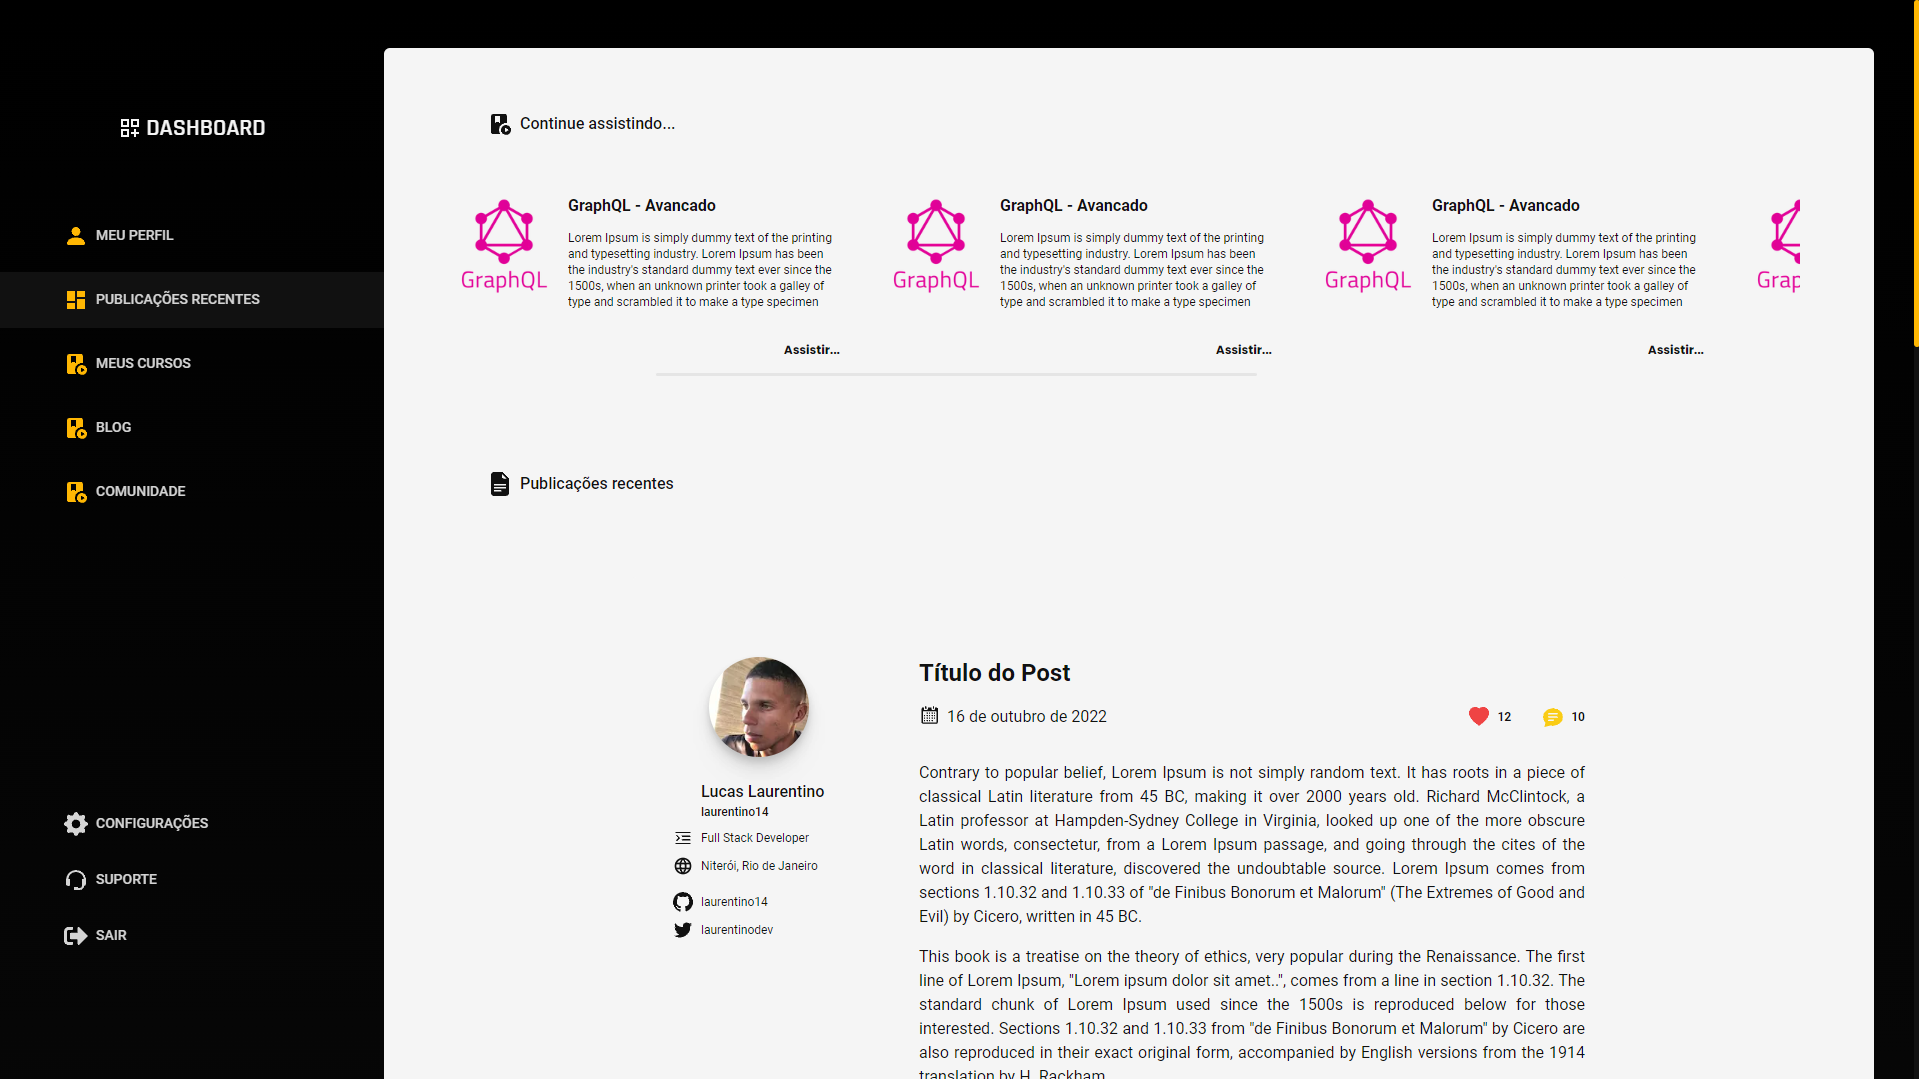 DASHBOARD
MEU PERFIL
PUBLICAÇÕES RECENTES
MEUS CURSOS
BLOG
COMUNIDADE
CONFIGURAÇÕES
SUPORTE
SAIR
Continue assistindo...
GraphQL
GraphQL - Avancado
Lorem Ipsum is simply dummy text of the printing
and typesetting industry. Lorem Ipsum has been
the industry's standard dummy text ever since the
1500s, when an unknown printer took a galley of
type and scrambled it to make a type specimen
Assistir...
GraphQL
GraphQL - Avancado
Lorem Ipsum is simply dummy text of the printing
and typesetting industry. Lorem Ipsum has been
the industry's standard dummy text ever since the
1500s, when an unknown printer took a galley of
type and scrambled it to make a type specimen
Assistir...
GraphQL
GraphQL - Avancado
Lorem Ipsum is simply dummy text of the printing
and typesetting industry. Lorem Ipsum has been
the industry's standard dummy text ever since the
1500s, when an unknown printer took a galley of
type and scrambled it to make a type specimen
Assistir...
Grap
Publicações recentes
Lucas Laurentino
laurentino14
Full Stack Developer
Niterói, Rio de Janeiro
laurentino14
laurentinodev
Título do Post
16 de outubro de 2022
12
10
Contrary to popular belief, Lorem Ipsum is not simply random text. It has roots in a piece of
classical Latin literature from 45 BC, making it over 2000 years old. Richard McClintock, a
Latin professor at Hampden-Sydney College in Virginia, looked up one of the more obscure
Latin words, consectetur, from a Lorem Ipsum passage, and going through the cites of the
word in classical literature, discovered the undoubtable source. Lorem Ipsum comes from
sections 1.10.32 and 1.10.33 of "de Finibus Bonorum et Malorum" (The Extremes of Good and
Evil) by Cicero, written in 45 BC.
This book is a treatise on the theory of ethics, very popular during the Renaissance. The first
line of Lorem Ipsum, "Lorem ipsum dolor sit amet..", comes from a line in section 1.10.32. The
standard chunk of Lorem Ipsum used since the 1500s is reproduced below for those
interested. Sections 1.10.32 and 1.10.33 from "de Finibus Bonorum et Malorum" by Cicero are
also reproduced in their exact original form, accompanied by English versions from the 1914
translation by H. Rackham.